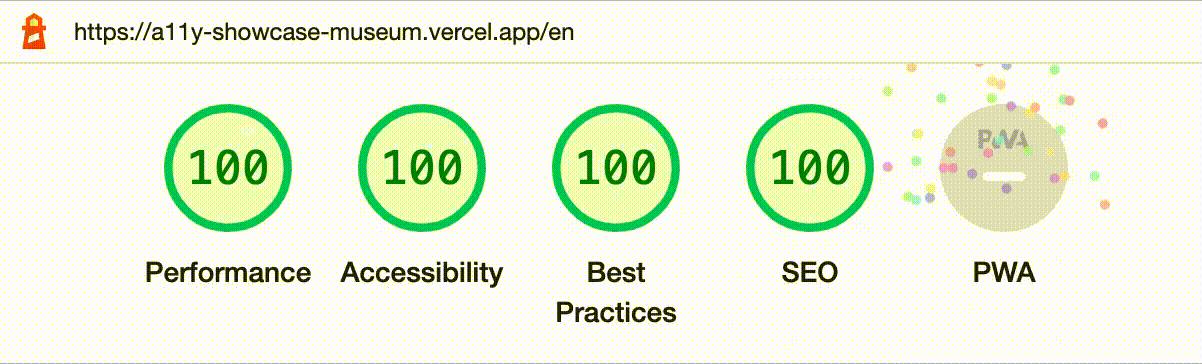 https://a11y-showcase-museum.vercel.app/en
100 100 100 100 PWA
Performance Accessibility Best Practices SEO PWA